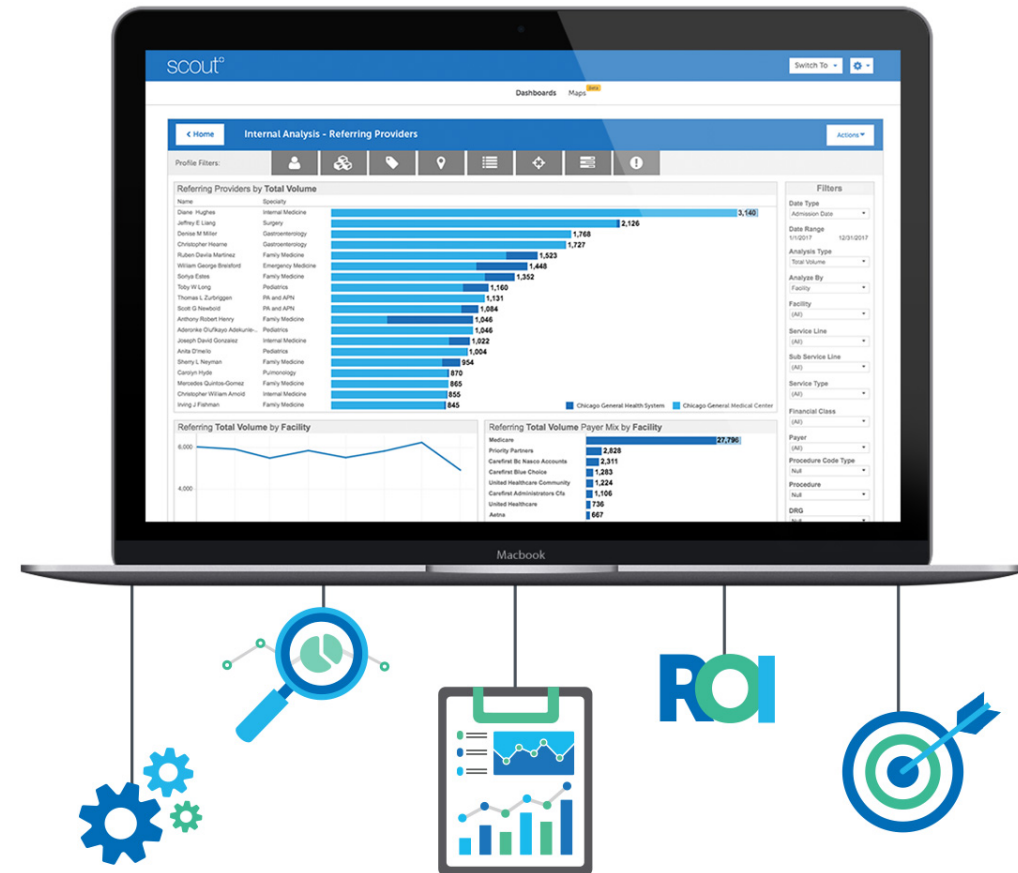 scout°
Switch To
Dashboards Maps Beta
< Home Internal Analysis - Referring Providers Actions
Profile Filters:
Referring Providers by Total Volume
Name Specialty
Diane Hughes Internal Medicine 3,140
Jeffrey E Liang Surgery 2,126
Denise M Miller Gastroenterology 1,768
Christopher Hearne Gastroenterology 1,727
Ruben Davila Martinez Family Medicine 1,523
William George Brelsford Emergency Medicine 1,448
Sonya Estes Family Medicine 1,352
Toby W Long Pediatrics 1,160
Thomas L Zurbriggen PA and APN 1,131
Scott G Newbold PA and APN 1,084
Anthony Robert Henry Family Medicine 1,046
Aderonke Olufkayo Adekunle-... Pediatrics 1,046
Joseph David Gonzalez Internal Medicine 1,022
Anita D'mello Pediatrics 1,004
Sherry L Neyman Family Medicine 954
Carolyn Hyde Pulmonology 870
Mercedes Quintos-Gomez Family Medicine 865
Christopher William Arnold Internal Medicine 855
Irving J Fishman Family Medicine 845
Chicago General Health System Chicago General Medical Center
Referring Total Volume by Facility
6,000
4,000
Referring Total Volume Payer Mix by Facility
Medicare 27,796
Priority Partners 2,828
Carefirst Bc Nasco Accounts 2,311
Carefirst Blue Choice 1,283
United Healthcare Community 1,224
Carefirst Administrators Cfa 1,106
United Healthcare 736
Aetna 667
Filters
Date Type
Admission Date
Date Range
1/1/2017 12/31/2017
Analysis Type
Total Volume
Analyze By
Facility
Facility
(All)
Service Line
(All)
Sub Service Line
(All)
Service Type
(All)
Financial Class
(All)
Payer
(All)
Procedure Code Type
Null
Procedure
Null
DRG
Null
Macbook
ROI